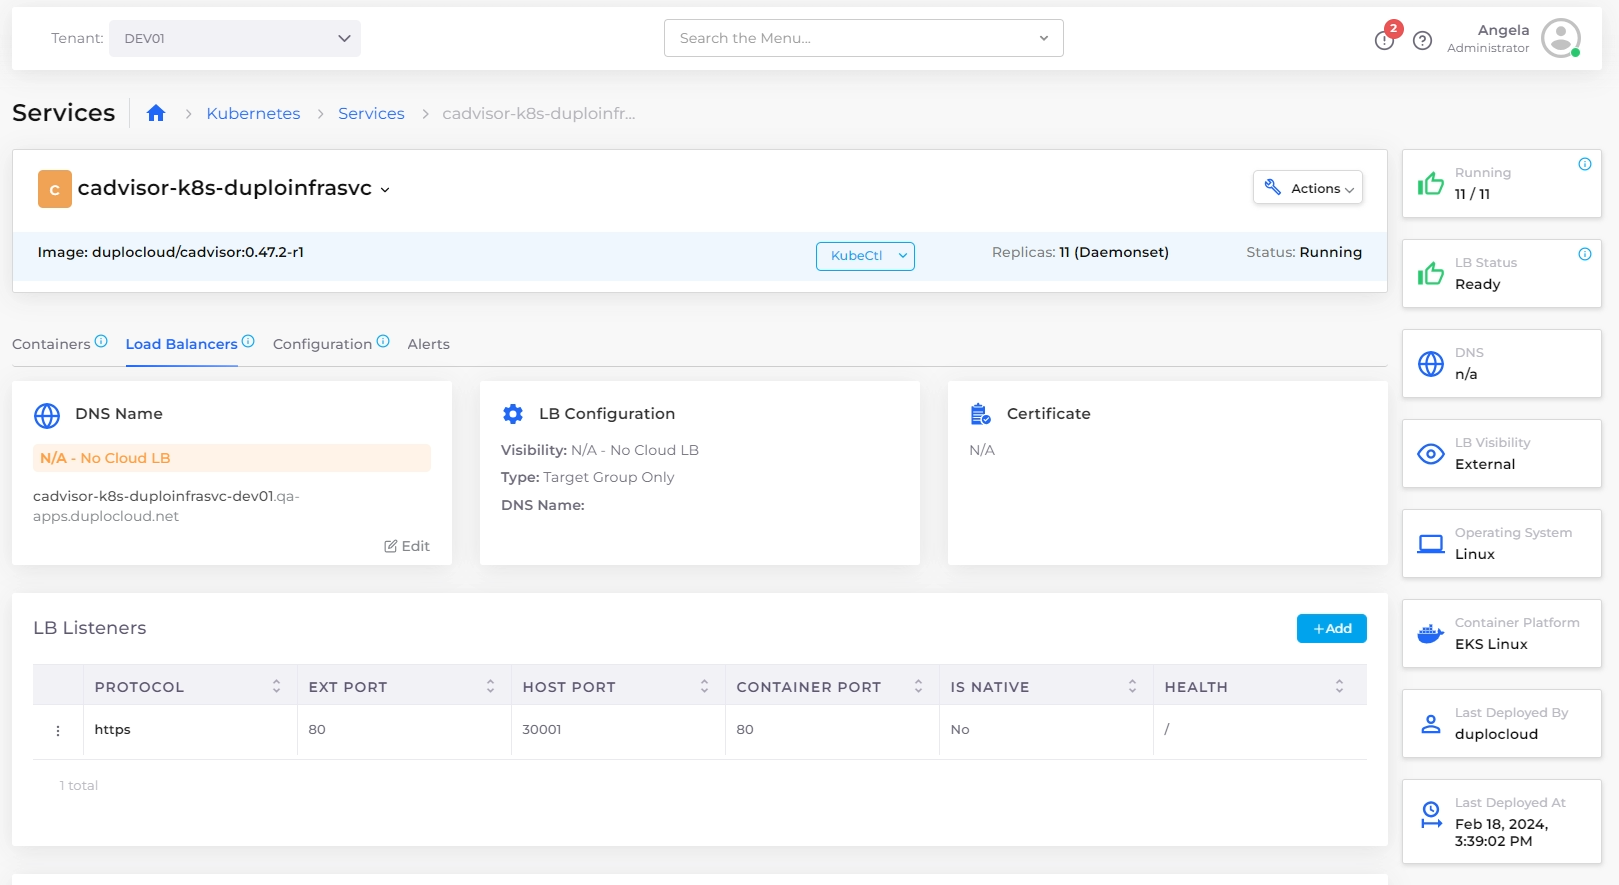 Tenant: DEV01
Search the Menu...
2
Angela
Administrator
Services
Kubernetes
Services
cadvisor-k8s-duploinfr...
C cadvisor-k8s-duploinfrasvc
Actions
Image: duplocloud/cadvisor:0.47.2-r1
KubeCtl
Replicas: 11 (Daemonset)
Status: Running
Containers
Load Balancers
Configuration
Alerts
DNS Name
N/A - No Cloud LB
cadvisor-k8s-duploinfrasvc-dev01.qa-
apps.duplocloud.net
Edit
LB Configuration
Visibility: N/A - No Cloud LB
Type: Target Group Only
DNS Name:
Certificate
N/A
LB Listeners
+Add
PROTOCOL EXT PORT HOST PORT CONTAINER PORT IS NATIVE HEALTH
https 80 30001 80 No /
1 total
Running
11 / 11
LB Status
Ready
DNS
n/a
LB Visibility
External
Operating System
Linux
Container Platform
EKS Linux
Last Deployed By
duplocloud
Last Deployed At
Feb 18, 2024,
3:39:02 PM